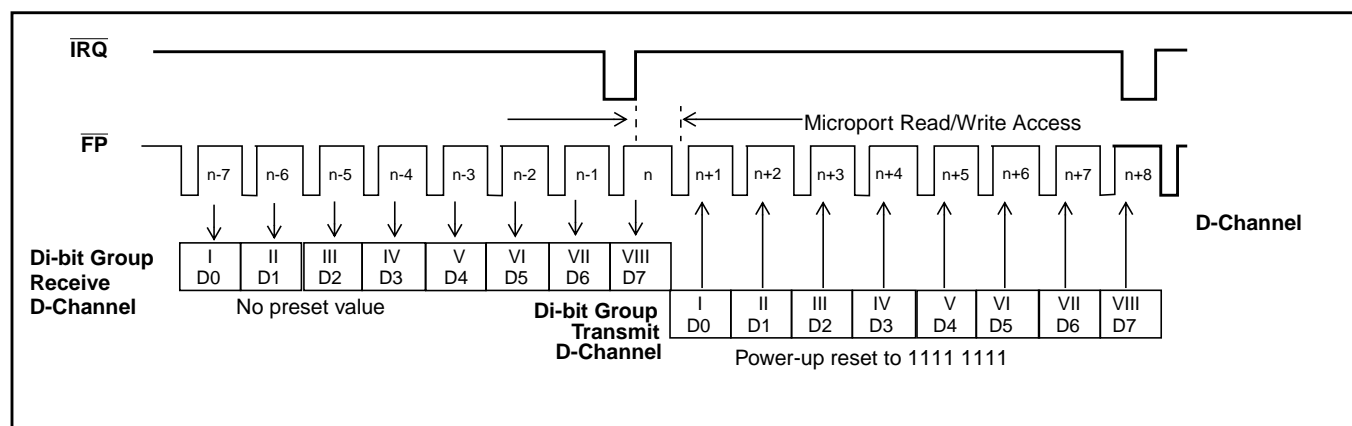 IRQ
Microport Read/Write Access
FP
n-7 n-6 n-5 n-4 n-3 n-2 n-1 n n+1 n+2 n+3 n+4 n+5 n+6 n+7 n+8
D-Channel
Di-bit Group
Receive
D-Channel
I II III IV V VI VII VIII
D0 D1 D2 D3 D4 D5 D6 D7
No preset value
Di-bit Group
Transmit
D-Channel
I II III IV V VI VII VIII
D0 D1 D2 D3 D4 D5 D6 D7
Power-up reset to 1111 1111